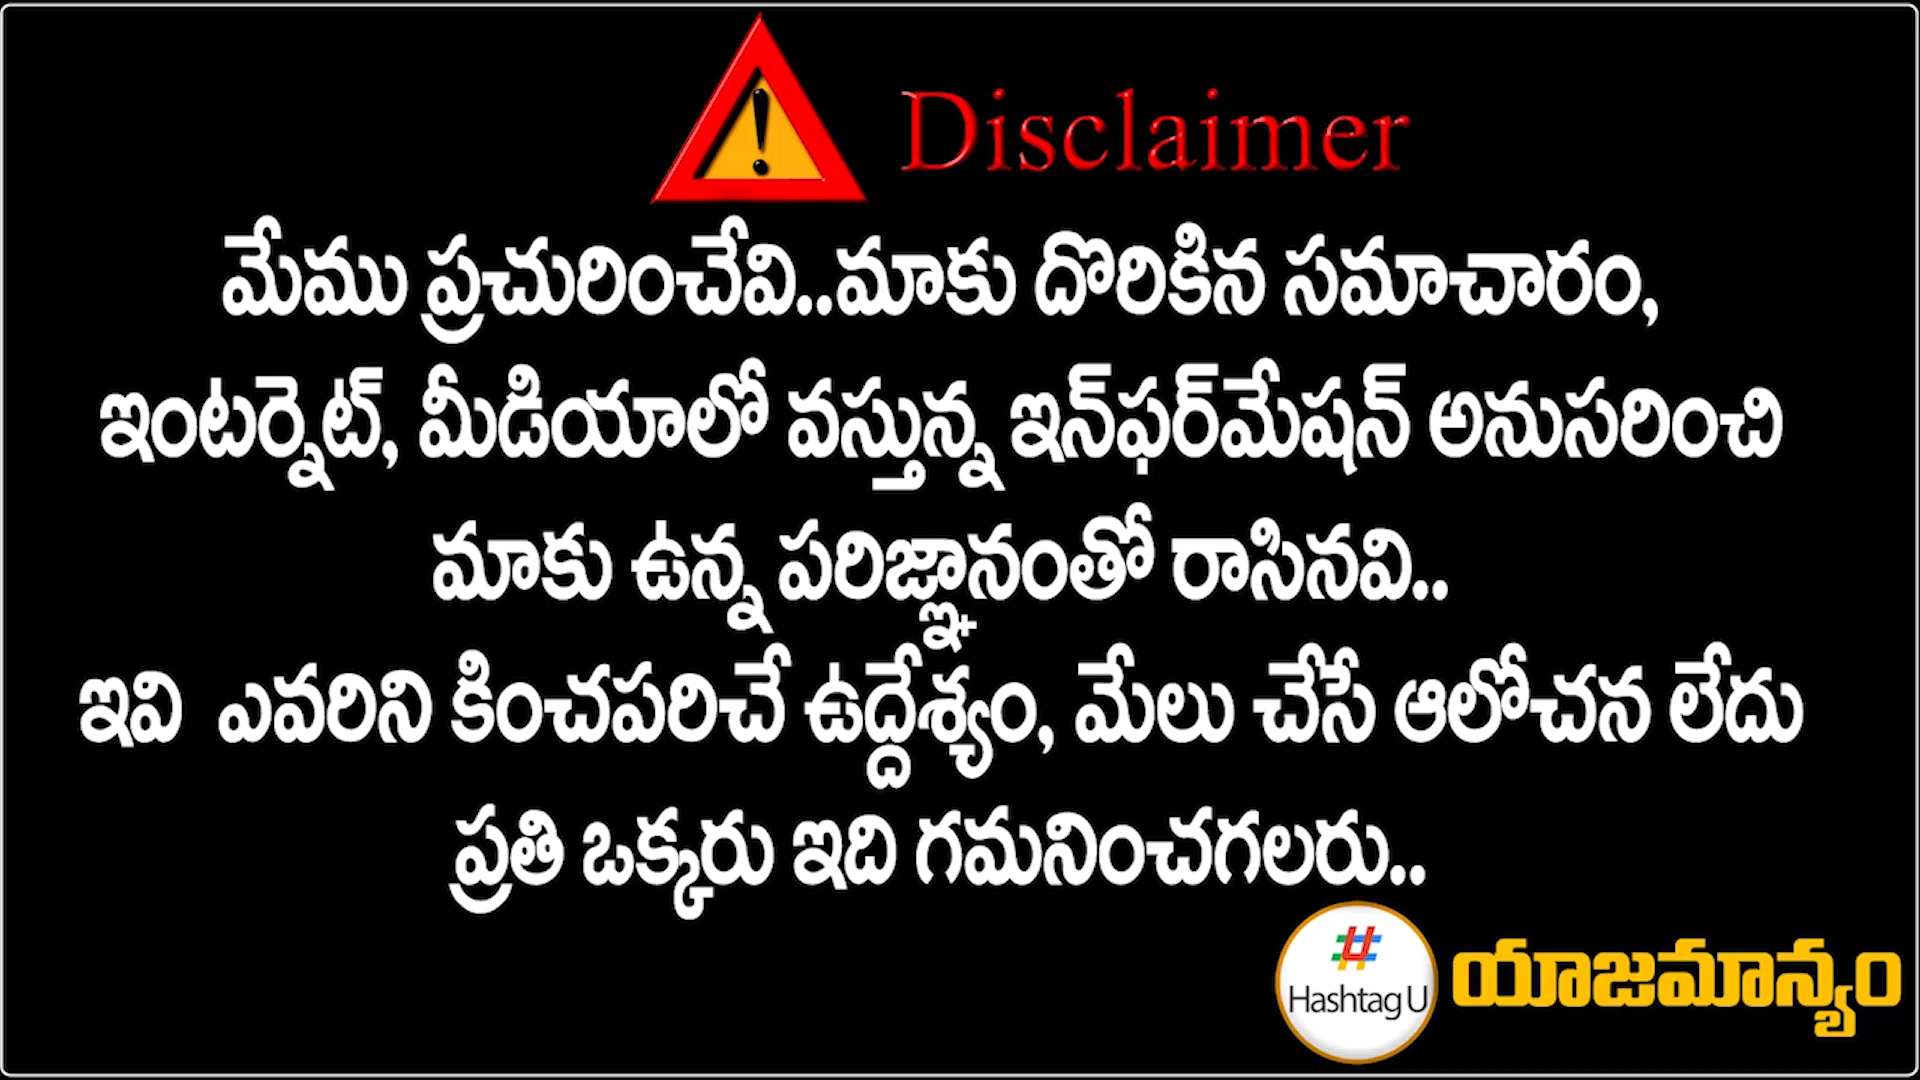 Disclaimer
మేము ప్రచురించేవి..మాకు దొరికిన సమాచారం,
ఇంటర్నెట్, మీడియాలో వస్తున్న ఇన్‌ఫర్‌మేషన్ అనుసరించి
మాకు ఉన్న పరిజ్ఞానంతో రాసినవి..
ఇవి ఎవరిని కించపరిచే ఉద్దేశ్యం, మేలు చేసే ఆలోచన లేదు
ప్రతి ఒక్కరు ఇది గమనించగలరు..
Hashtag U యాజమాన్యం